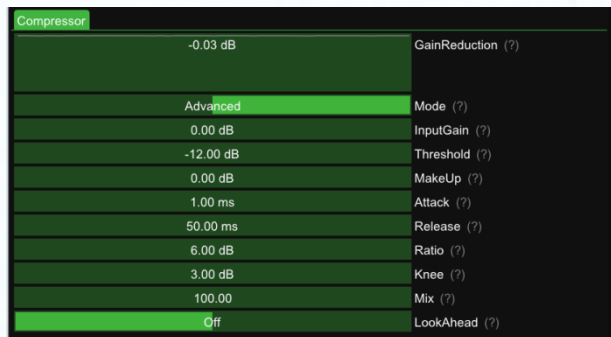 Compressor
-0.03 dB GainReduction (?)
Advanced Mode (?)
0.00 dB InputGain (?)
-12.00 dB Threshold (?)
0.00 dB MakeUp (?)
1.00 ms Attack (?)
50.00 ms Release (?)
6.00 dB Ratio (?)
3.00 dB Knee (?)
100.00 Mix (?)
Off LookAhead (?)